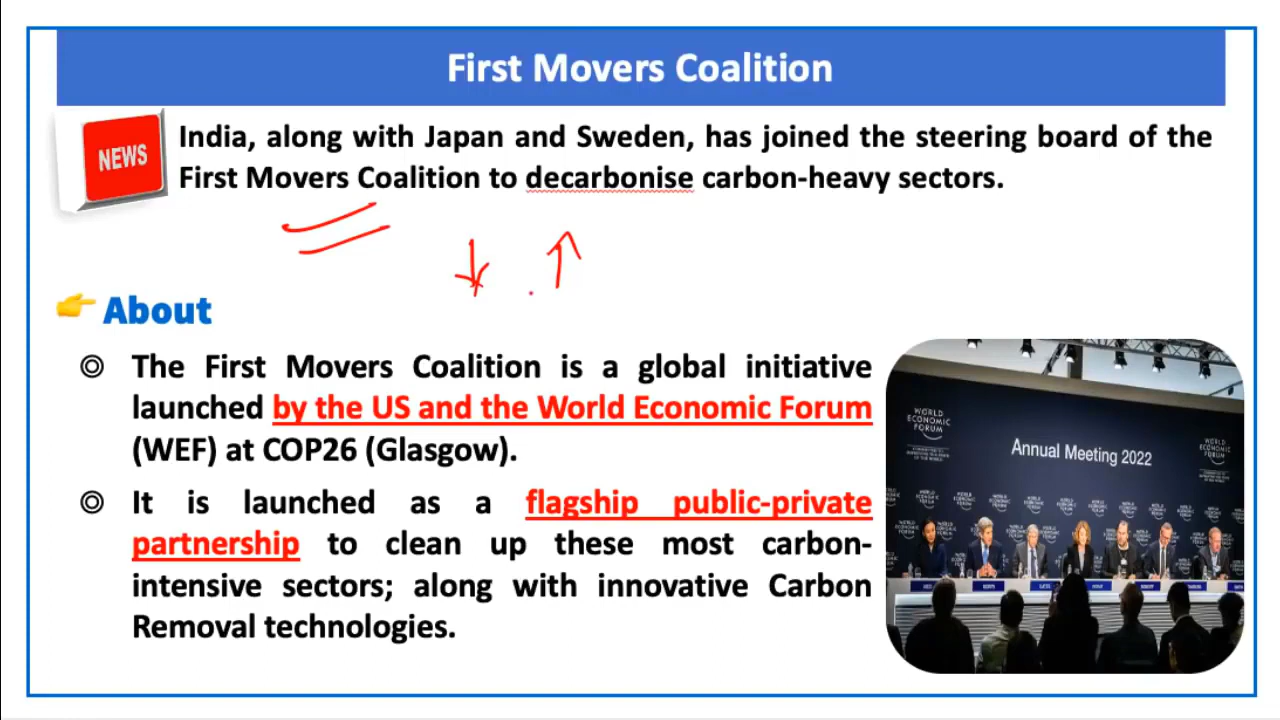 First Movers Coalition
NEWS
India, along with Japan and Sweden, has joined the steering board of the
First Movers Coalition to decarbonise carbon-heavy sectors.
About
The First Movers Coalition is a global initiative
launched by the US and the World Economic Forum
(WEF) at COP26 (Glasgow).
It is launched as a flagship public-private
partnership to clean up these most carbon-
intensive sectors; along with innovative Carbon
Removal technologies.
WORLD
ECONOMIC
FORUM
Annual Meeting 2022
WORLD
ECONOMIC
FORUM